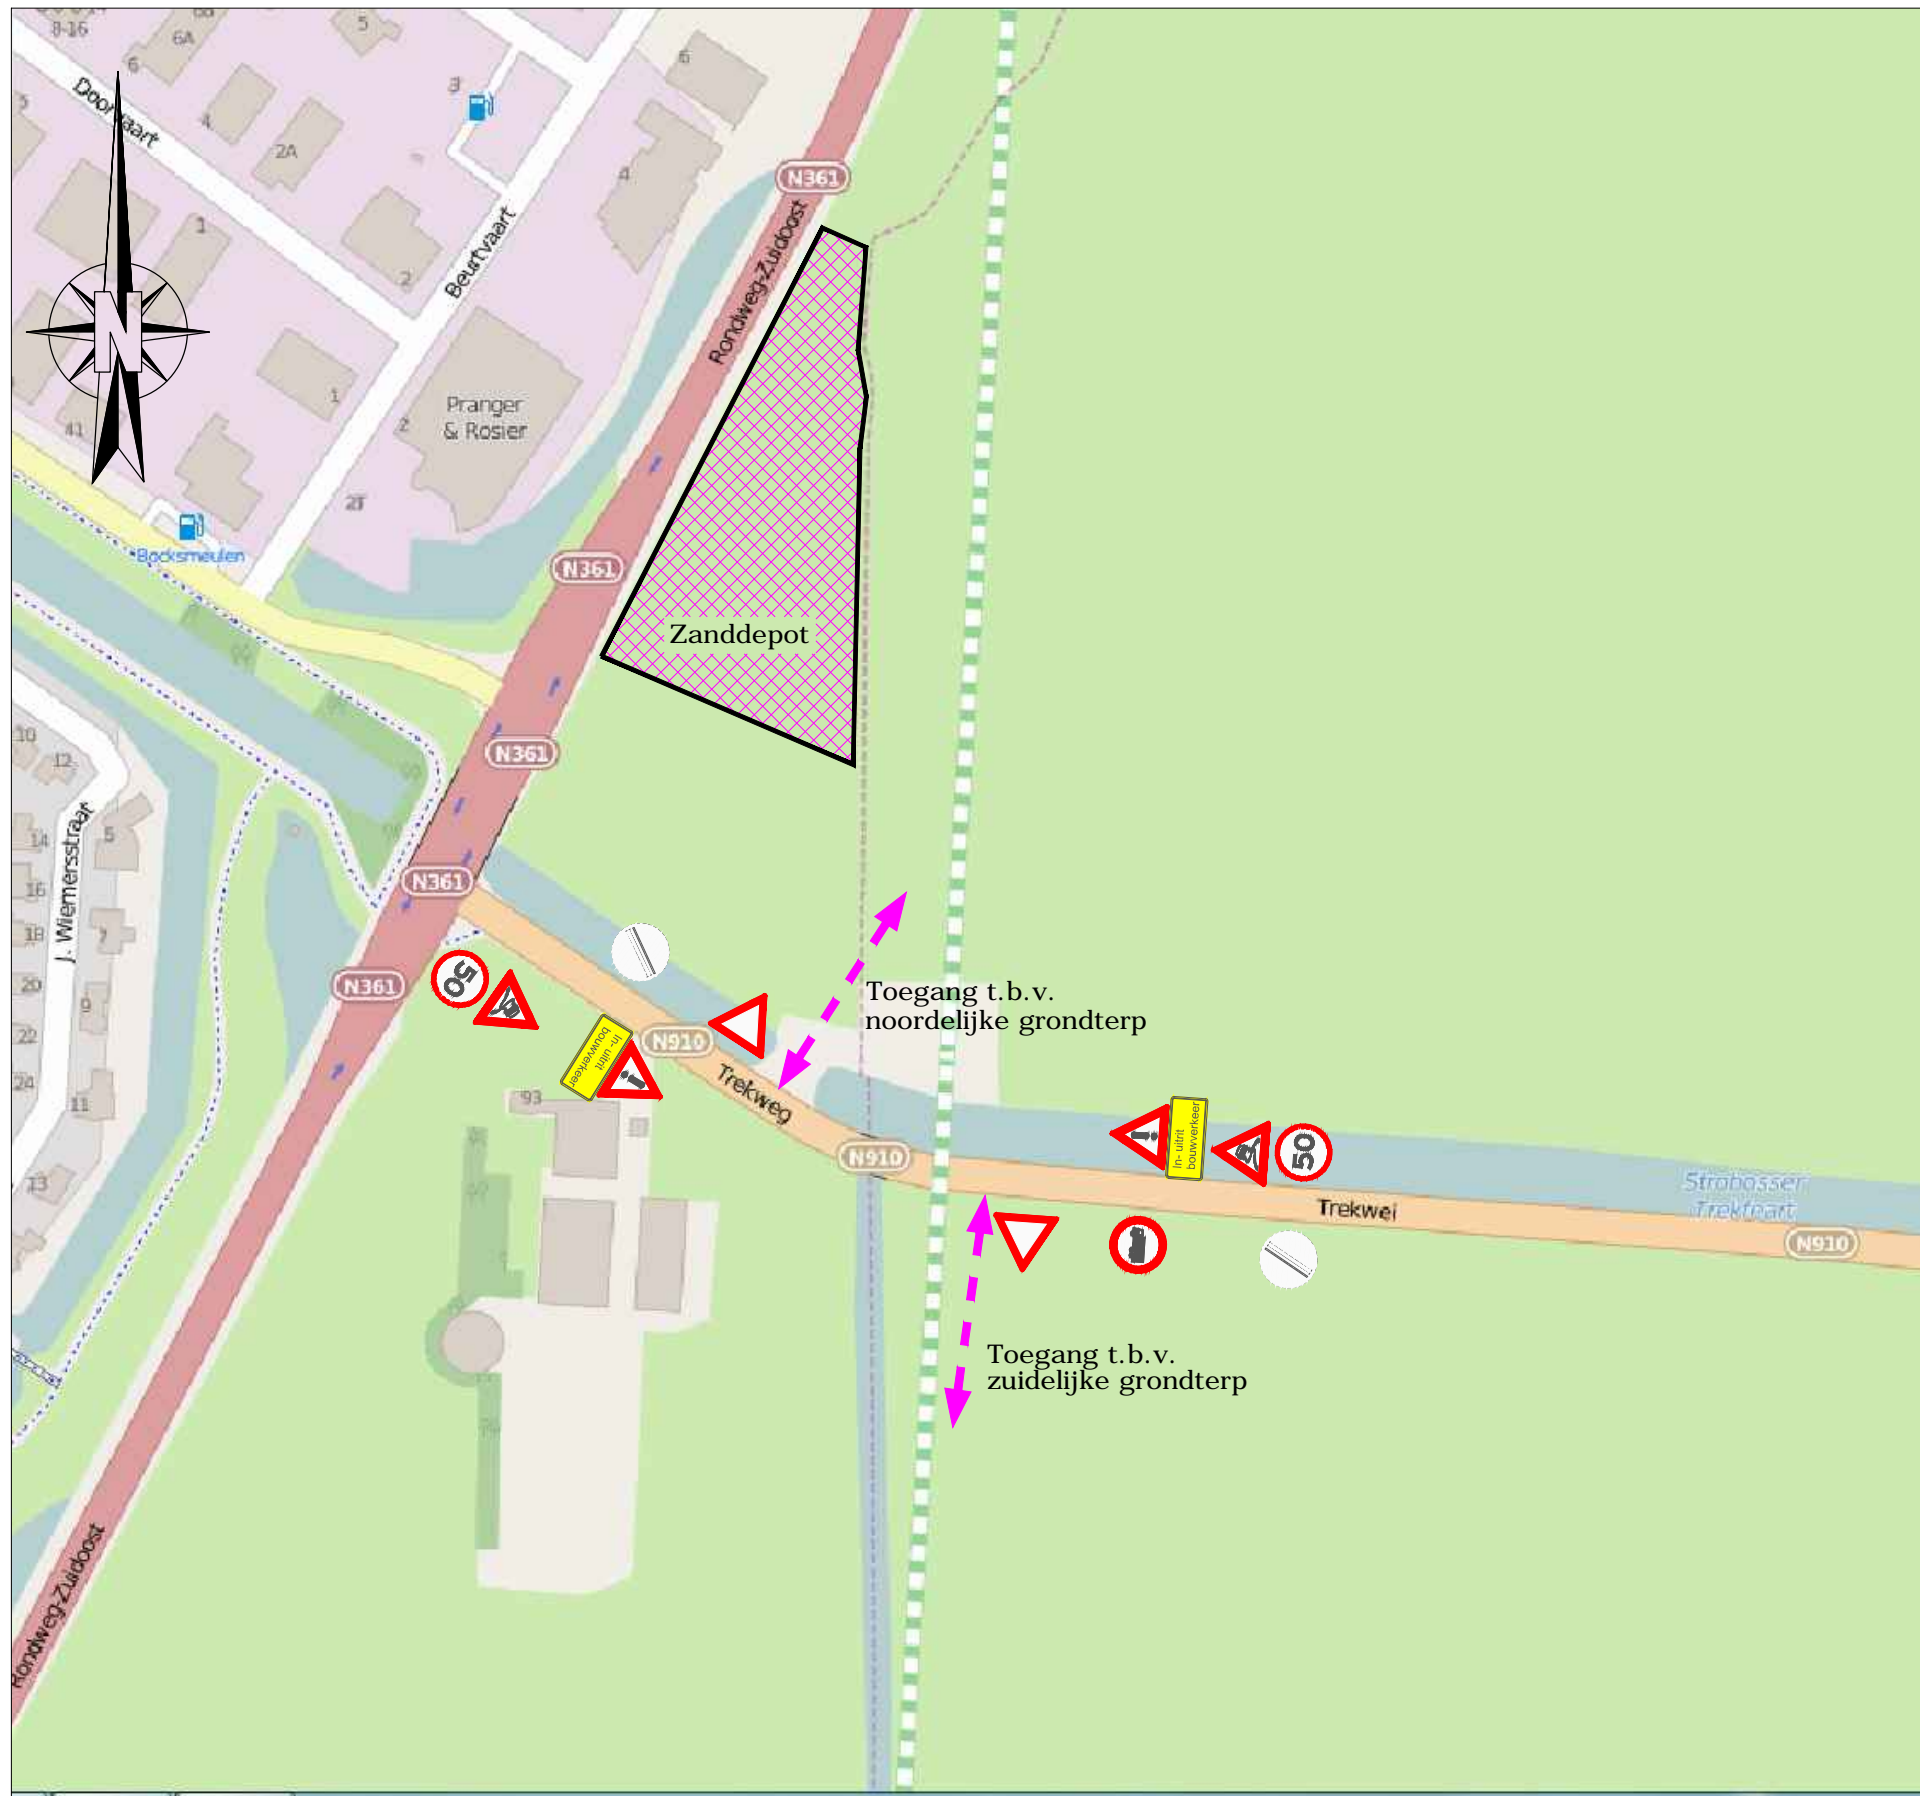 8-16
6A
5
6
6
3
Doorvaart
5
4
2A
4
N361
1
2
Beurtvaart
Rondweg-Zuidoost
N
1
Pranger
& Rosier
2
41
Bocksmeulen
N361
Zanddepot
N361
10
12
14
5
J. Wiemersstraat
16
N361
18
7
50
20
9
N361
Toegang t.b.v.
noordelijke grondterp
22
In- uitrit
bouwverkeer
N910
24
11
93
Trekweg
In- uitrit
bouwverkeer
50
N910
13
Strobosser
Trekfeart
Trekwei
N910
Toegang t.b.v.
zuidelijke grondterp
Rondweg-Zuidoost